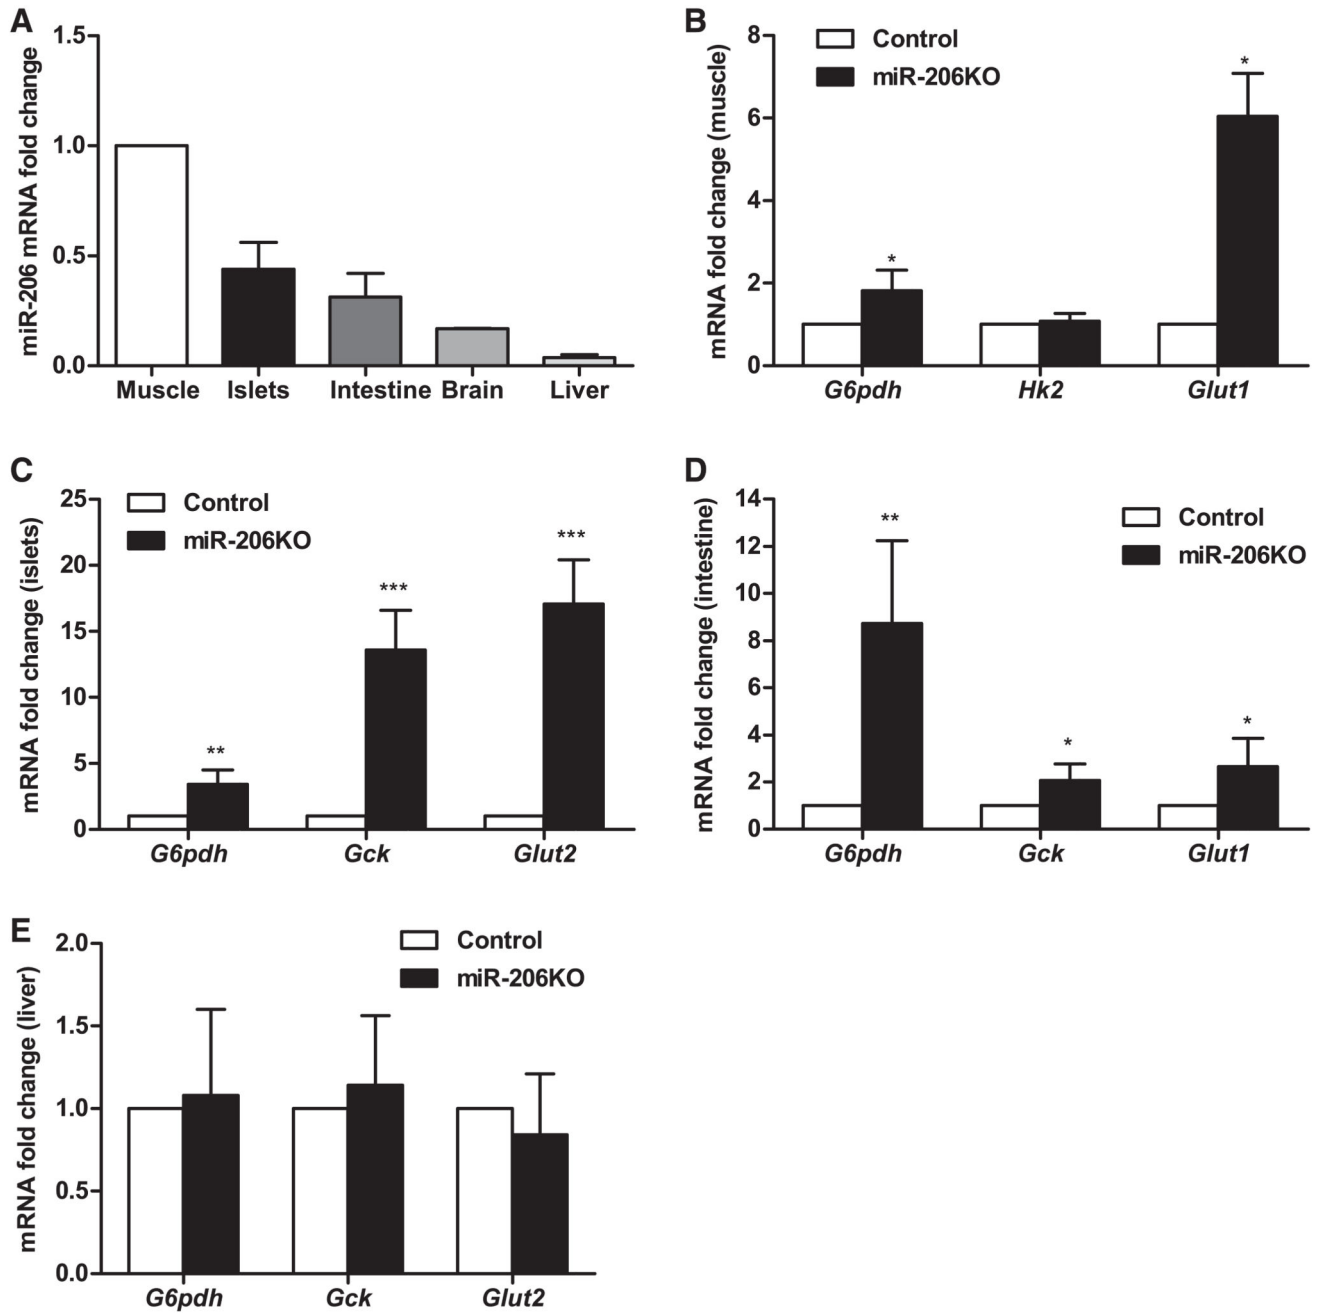 A
miR-206 mRNA fold change
1.5
1.0
0.5
0.0
Muscle Islets Intestine Brain Liver
B
mRNA fold change (muscle)
Control
miR-206KO
8
6
4
2
0
*
*
G6pdh Hk2 Glut1
C
mRNA fold change (islets)
Control
miR-206KO
25
20
15
10
5
0
**
***
***
G6pdh Gck Glut2
D
mRNA fold change (intestine)
Control
miR-206KO
14
12
10
8
6
4
2
0
**
*
*
G6pdh Gck Glut1
E
mRNA fold change (liver)
Control
miR-206KO
2.0
1.5
1.0
0.5
0.0
G6pdh Gck Glut2